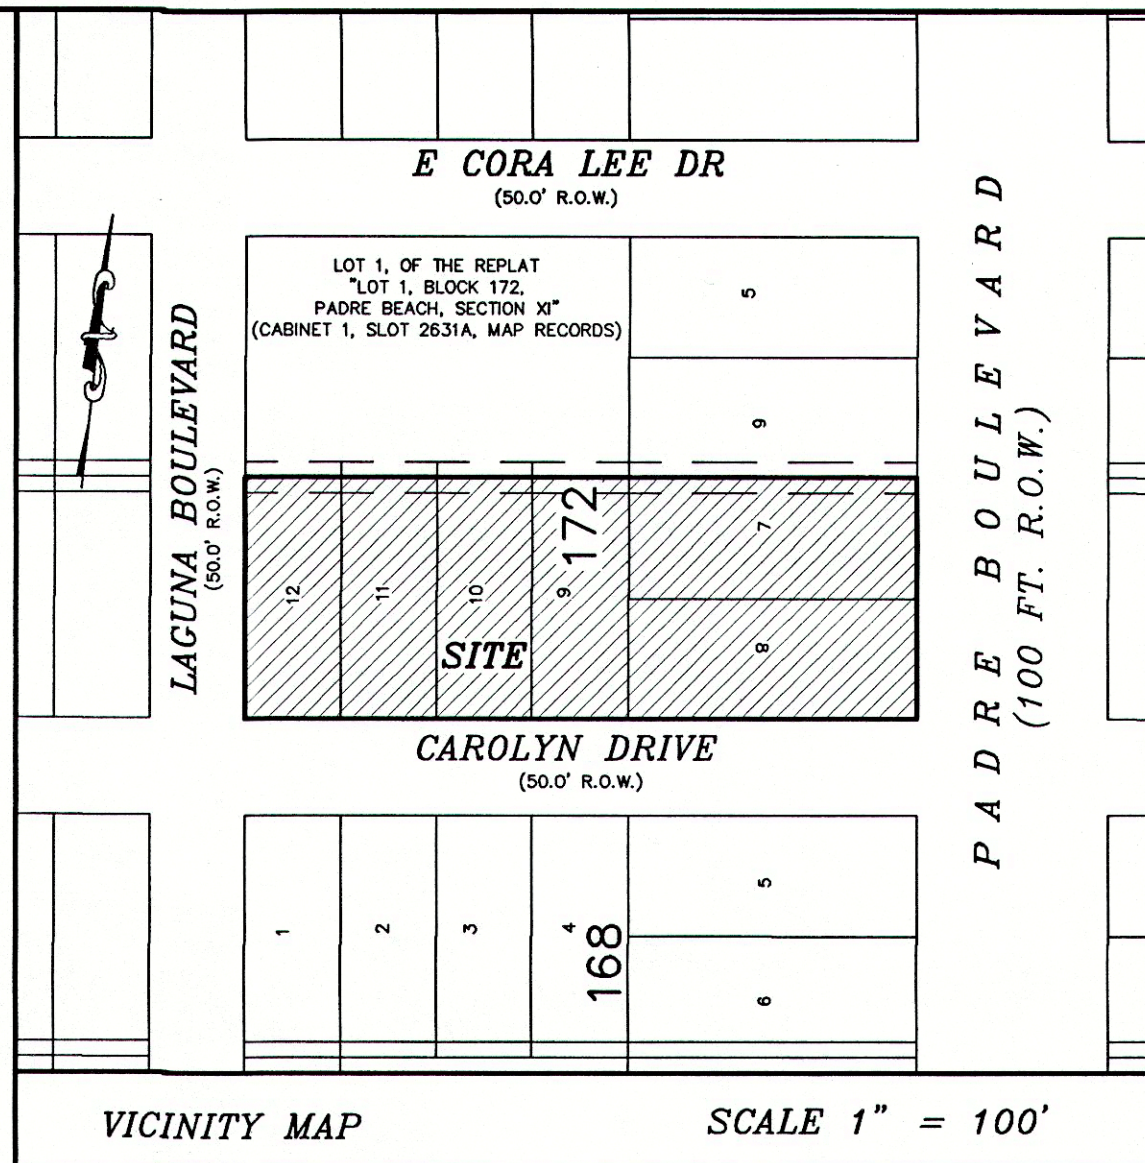 E CORA LEE DR
(50.0' R.O.W.)
LOT 1, OF THE REPLAT
"LOT 1, BLOCK 172,
PADRE BEACH, SECTION XI"
(CABINET 1, SLOT 2631A, MAP RECORDS)
5
6
LAGUNA BOULEVARD
(50.0' R.O.W.)
PADRE BOULEVARD
(100 FT. R.O.W.)
172
12
11
10
9
7
8
SITE
CAROLYN DRIVE
(50.0' R.O.W.)
1
2
3
4
168
5
6
VICINITY MAP
SCALE 1" = 100'